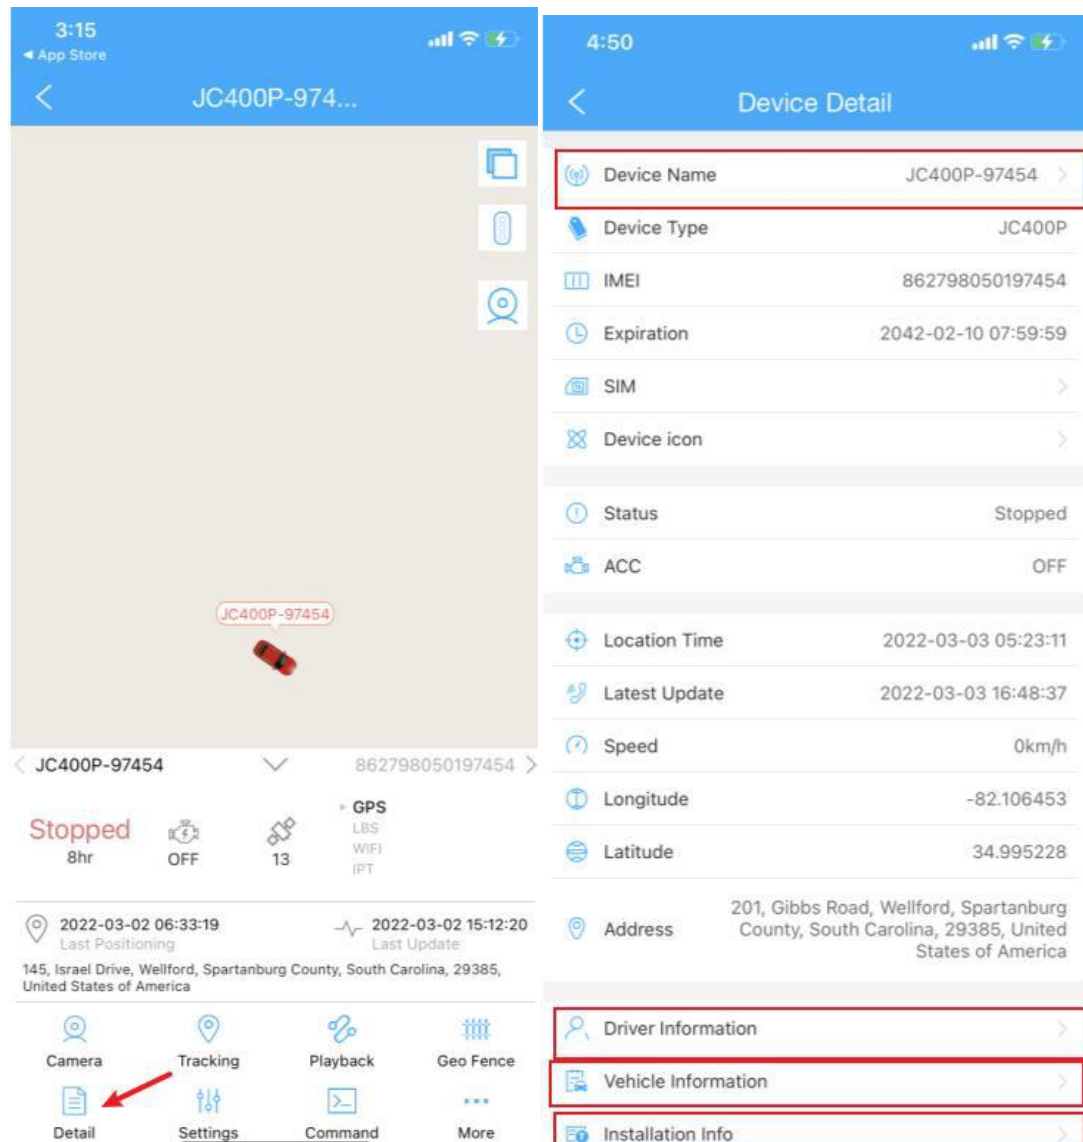 3:15
◄ App Store
JC400P-974...
JC400P-97454
JC400P-97454
862798050197454
Stopped
8hr
OFF
13
GPS
LBS
WIFI
IPT
2022-03-02 06:33:19
Last Positioning
2022-03-02 15:12:20
Last Update
145, Israel Drive, Wellford, Spartanburg County, South Carolina, 29385,
United States of America
Camera Tracking Playback Geo Fence
Detail Settings Command More
4:50
Device Detail
Device Name JC400P-97454
Device Type JC400P
IMEI 862798050197454
Expiration 2042-02-10 07:59:59
SIM
Device icon
Status Stopped
ACC OFF
Location Time 2022-03-03 05:23:11
Latest Update 2022-03-03 16:48:37
Speed 0km/h
Longitude -82.106453
Latitude 34.995228
Address 201, Gibbs Road, Wellford, Spartanburg
County, South Carolina, 29385, United
States of America
Driver Information
Vehicle Information
Installation Info